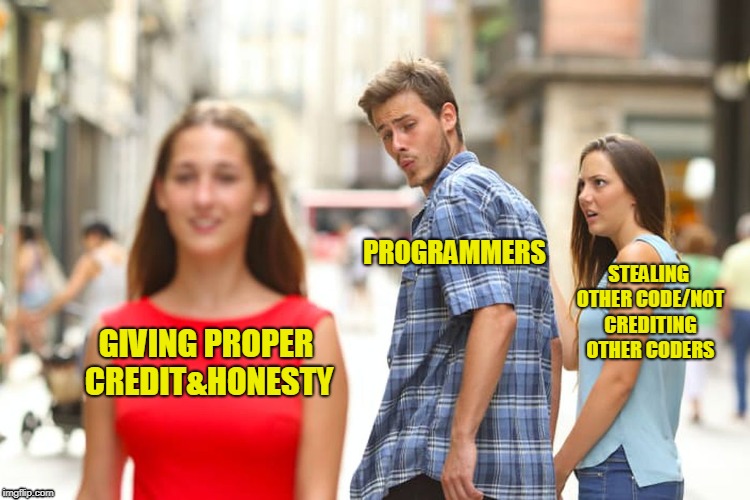 PROGRAMMERS
STEALING
OTHER CODE/NOT
CREDITING
OTHER CODERS
GIVING PROPER
CREDIT&HONESTY
imgflip.com